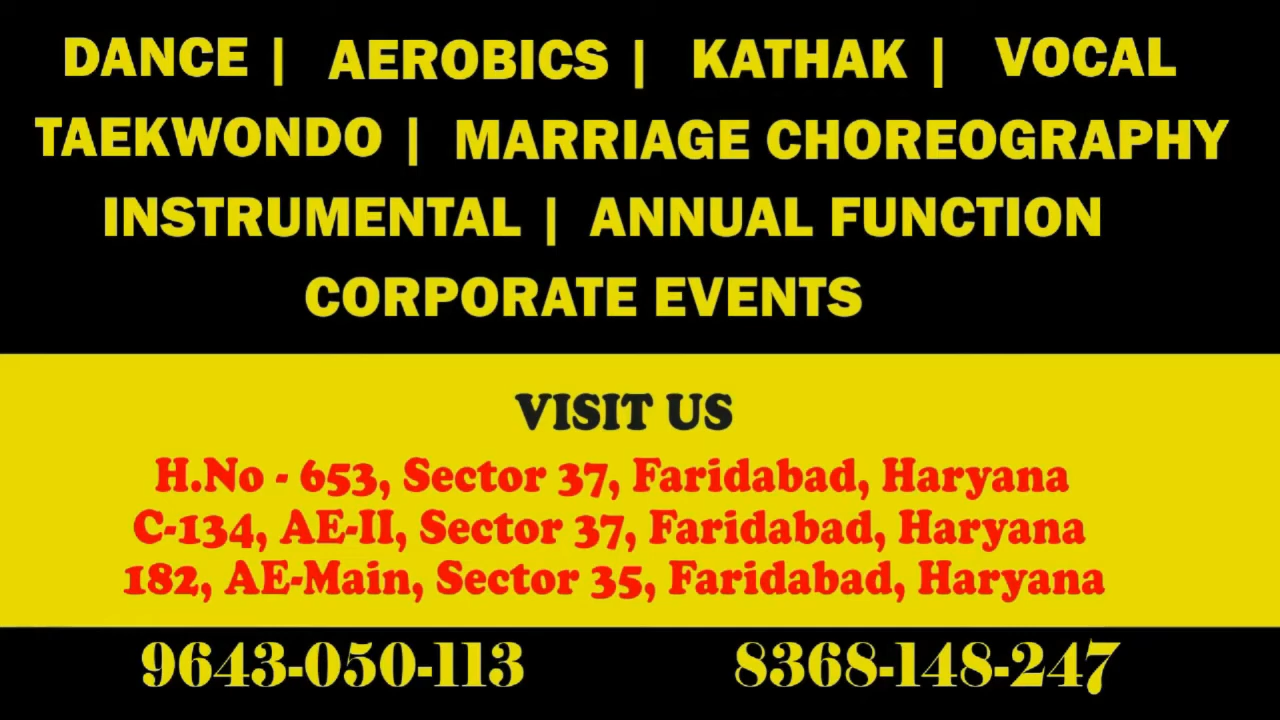 DANCE | AEROBICS | KATHAK | VOCAL
TAEKWONDO | MARRIAGE CHOREOGRAPHY
INSTRUMENTAL | ANNUAL FUNCTION
CORPORATE EVENTS
VISIT US
H.No - 653, Sector 37, Faridabad, Haryana
C-134, AE-II, Sector 37, Faridabad, Haryana
182, AE-Main, Sector 35, Faridabad, Haryana
9643-050-113 8368-148-247